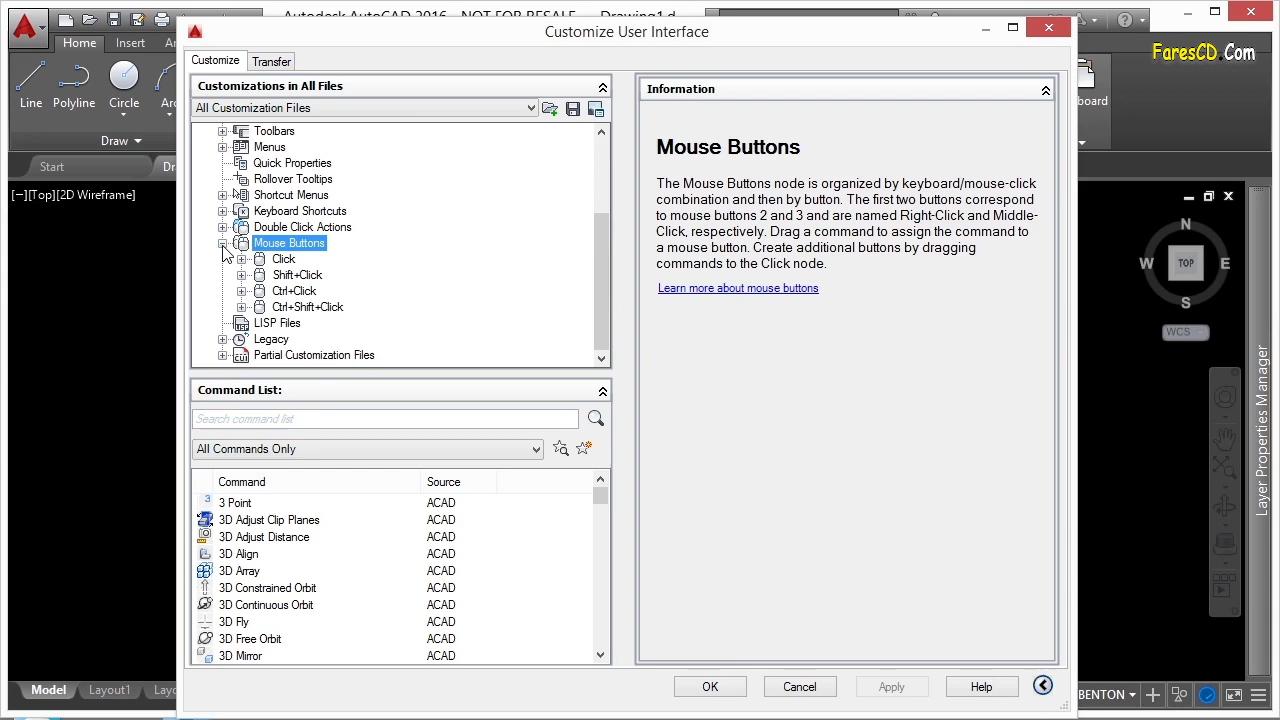 Autodesk AutoCAD 2016 - NOT FOR RESALE Drawing1.d
Customize User Interface
Home
Insert
FaresCD.Com
Customize
Transfer
Customizations in All Files
Information
All Customization Files
Line
Polyline
Circle
Draw
Start
[−][Top][2D Wireframe]
Toolbars
Menus
Quick Properties
Rollover Tooltips
Shortcut Menus
Keyboard Shortcuts
Double Click Actions
Mouse Buttons
Click
Shift+Click
Ctrl+Click
Ctrl+Shift+Click
LISP Files
Legacy
Partial Customization Files
Mouse Buttons
The Mouse Buttons node is organized by keyboard/mouse-click
combination and then by button. The first two buttons correspond
to mouse buttons 2 and 3 and are named Right-Click and Middle-
Click, respectively. Drag a command to assign the command to
a mouse button. Create additional buttons by dragging
commands to the Click node.
Learn more about mouse buttons
N
W
TOP
E
S
WCS
Layer Properties Manager
Command List:
Search command list
All Commands Only
Command Source
3 Point ACAD
3D Adjust Clip Planes ACAD
3D Adjust Distance ACAD
3D Align ACAD
3D Array ACAD
3D Constrained Orbit ACAD
3D Continuous Orbit ACAD
3D Fly ACAD
3D Free Orbit ACAD
3D Mirror ACAD
OK
Cancel
Apply
Help
Model
Layout1
BENTON